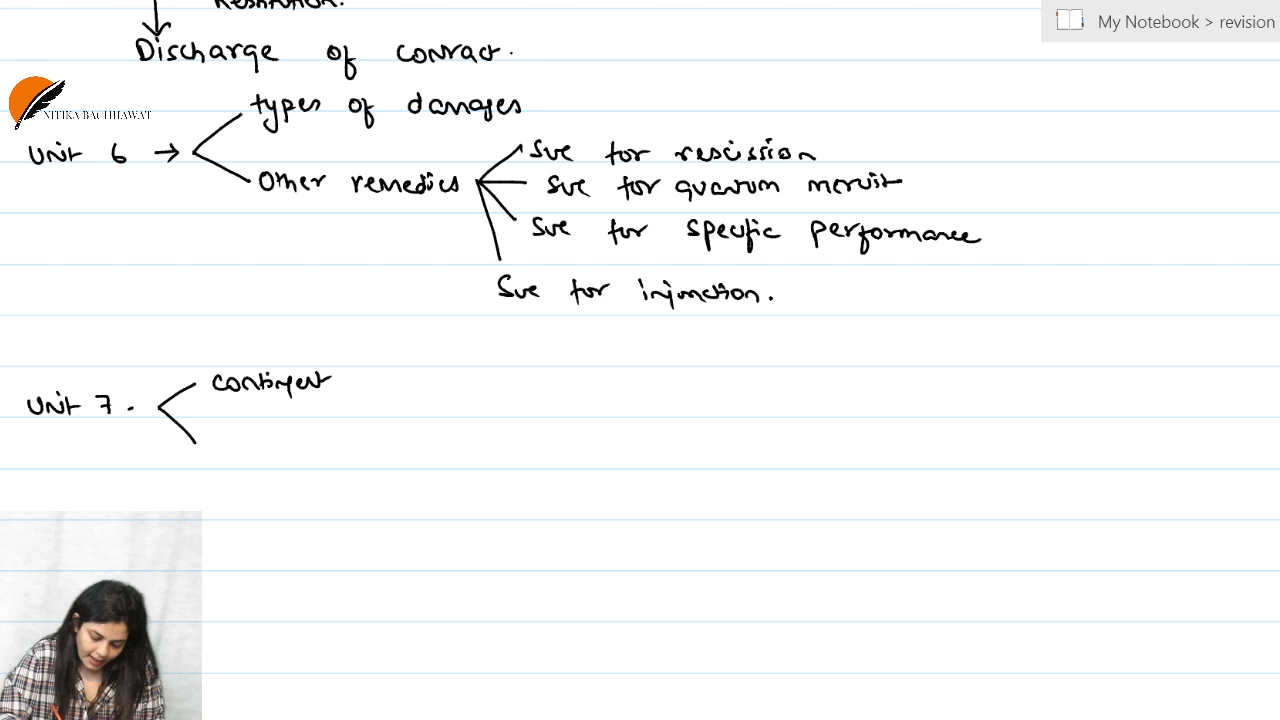 My Notebook > revision
Discharge of contract.
NITIKA BACHHAWAT
types of damages
Unit 6 → Other remedies
Sue for rescission
Sue for quantum meruit
Sue for specific performance
Sue for injunction.
Unit 7. contingent